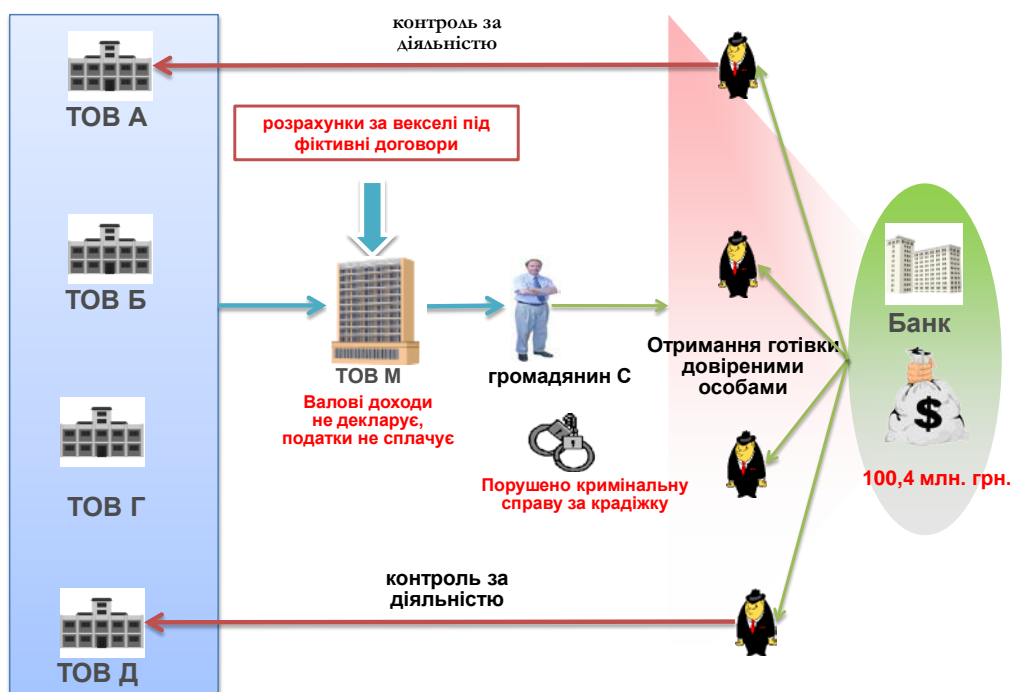 контроль за
діяльністю
ТОВ А
розрахунки за векселі під
фіктивні договори
ТОВ Б
Банк
ТОВ М
громадянин С
Отримання готівки
довіреними
особами
Валові доходи
не декларує,
податки не сплачує
$
Порушено кримінальну
справу за крадіжку
100,4 млн. грн.
ТОВ Г
контроль за
діяльністю
ТОВ Д